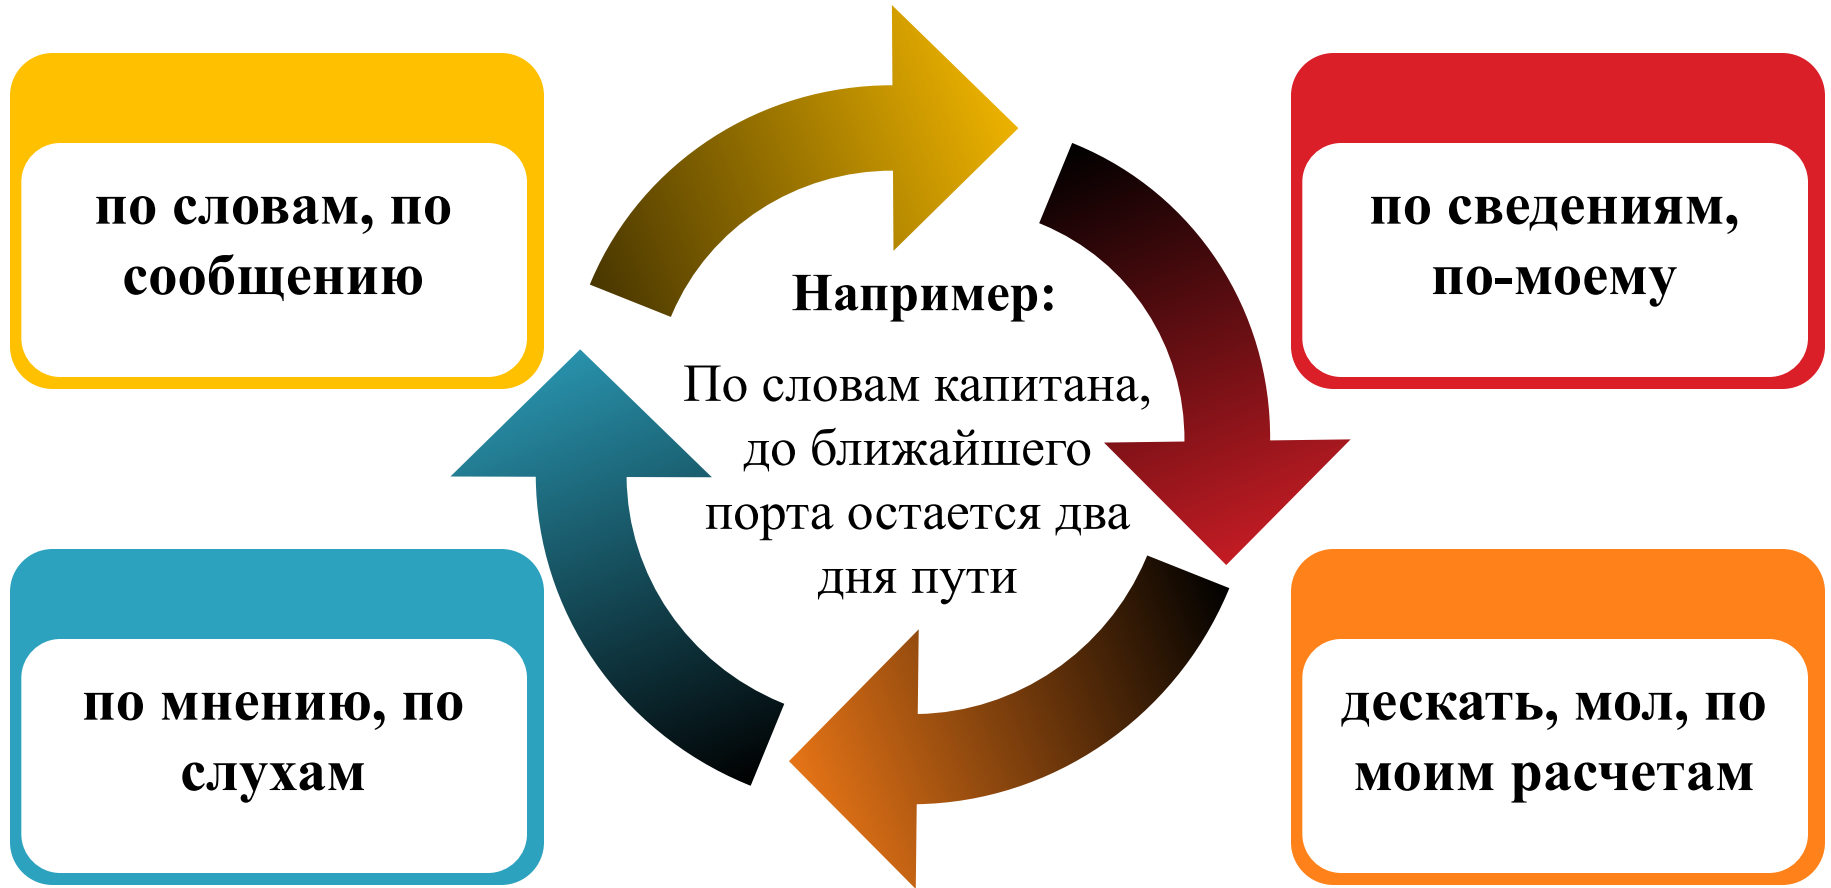 по словам, по
сообщению
по сведениям,
по-моему
Например:
По словам капитана,
до ближайшего
порта остается два
дня пути
по мнению, по
слухам
дескать, мол, по
моим расчетам